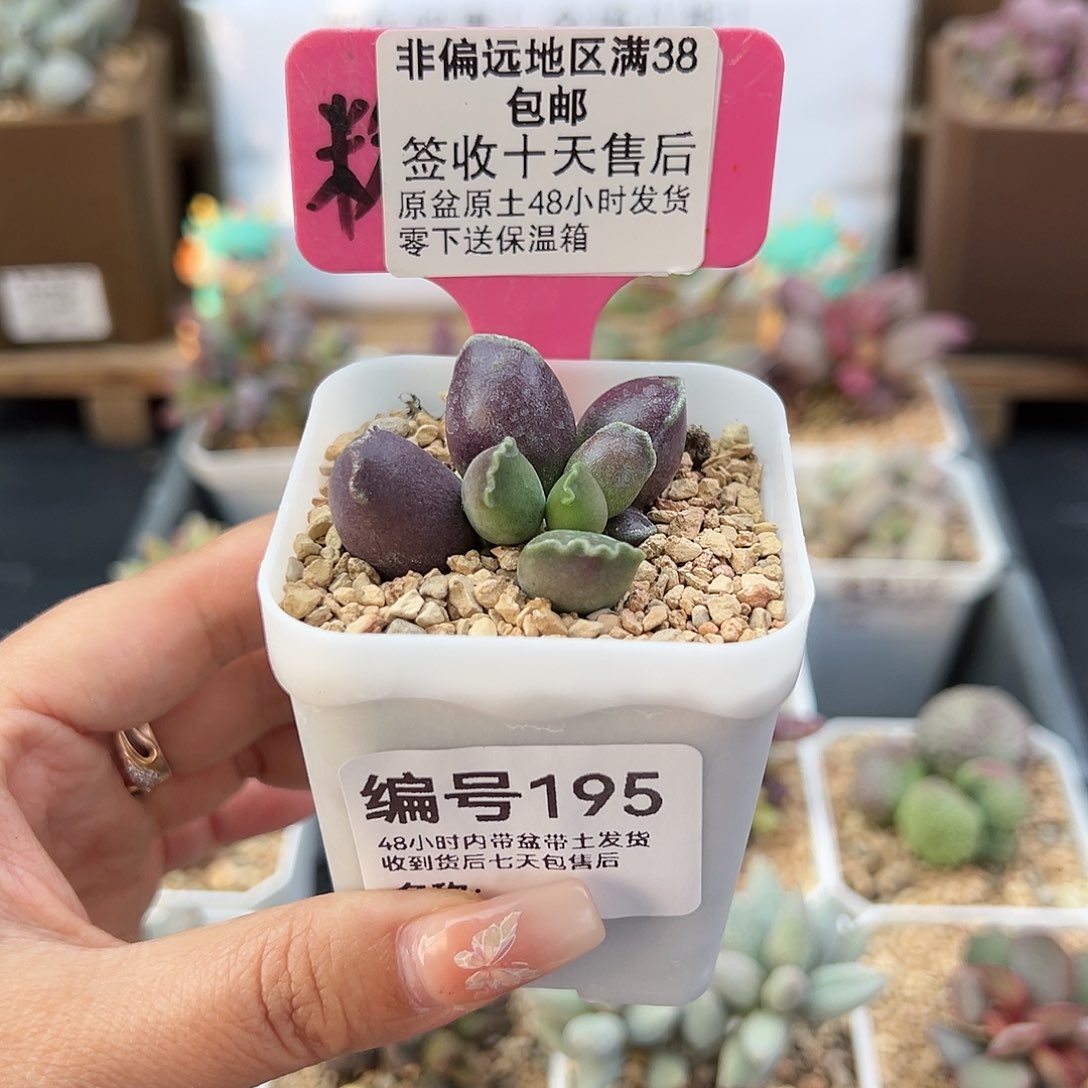 非偏远地区满38
包邮
签收十天售后
原盆原土48小时发货
零下送保温箱
编号195
48小时内带盆带土发货
收到货后七天包售后